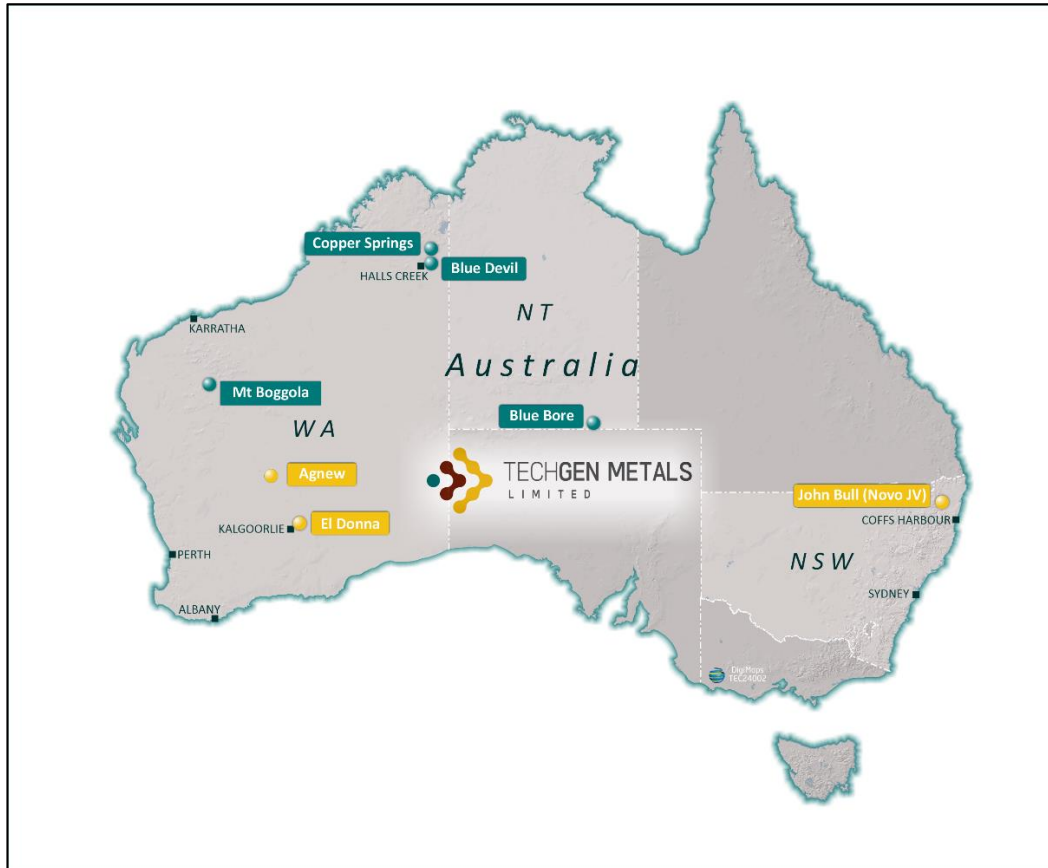 Copper Springs
HALLS CREEK
Blue Devil
NT
KARRATHA
Australia
Mt Boggola
Blue Bore
WA
TECHGEN METALS
LIMITED
Agnew
John Bull (Novo JV)
El Donna
KALGOORLIE
COFFS HARBOUR
PERTH
NSW
SYDNEY
ALBANY
DigiMaps
TEC24002